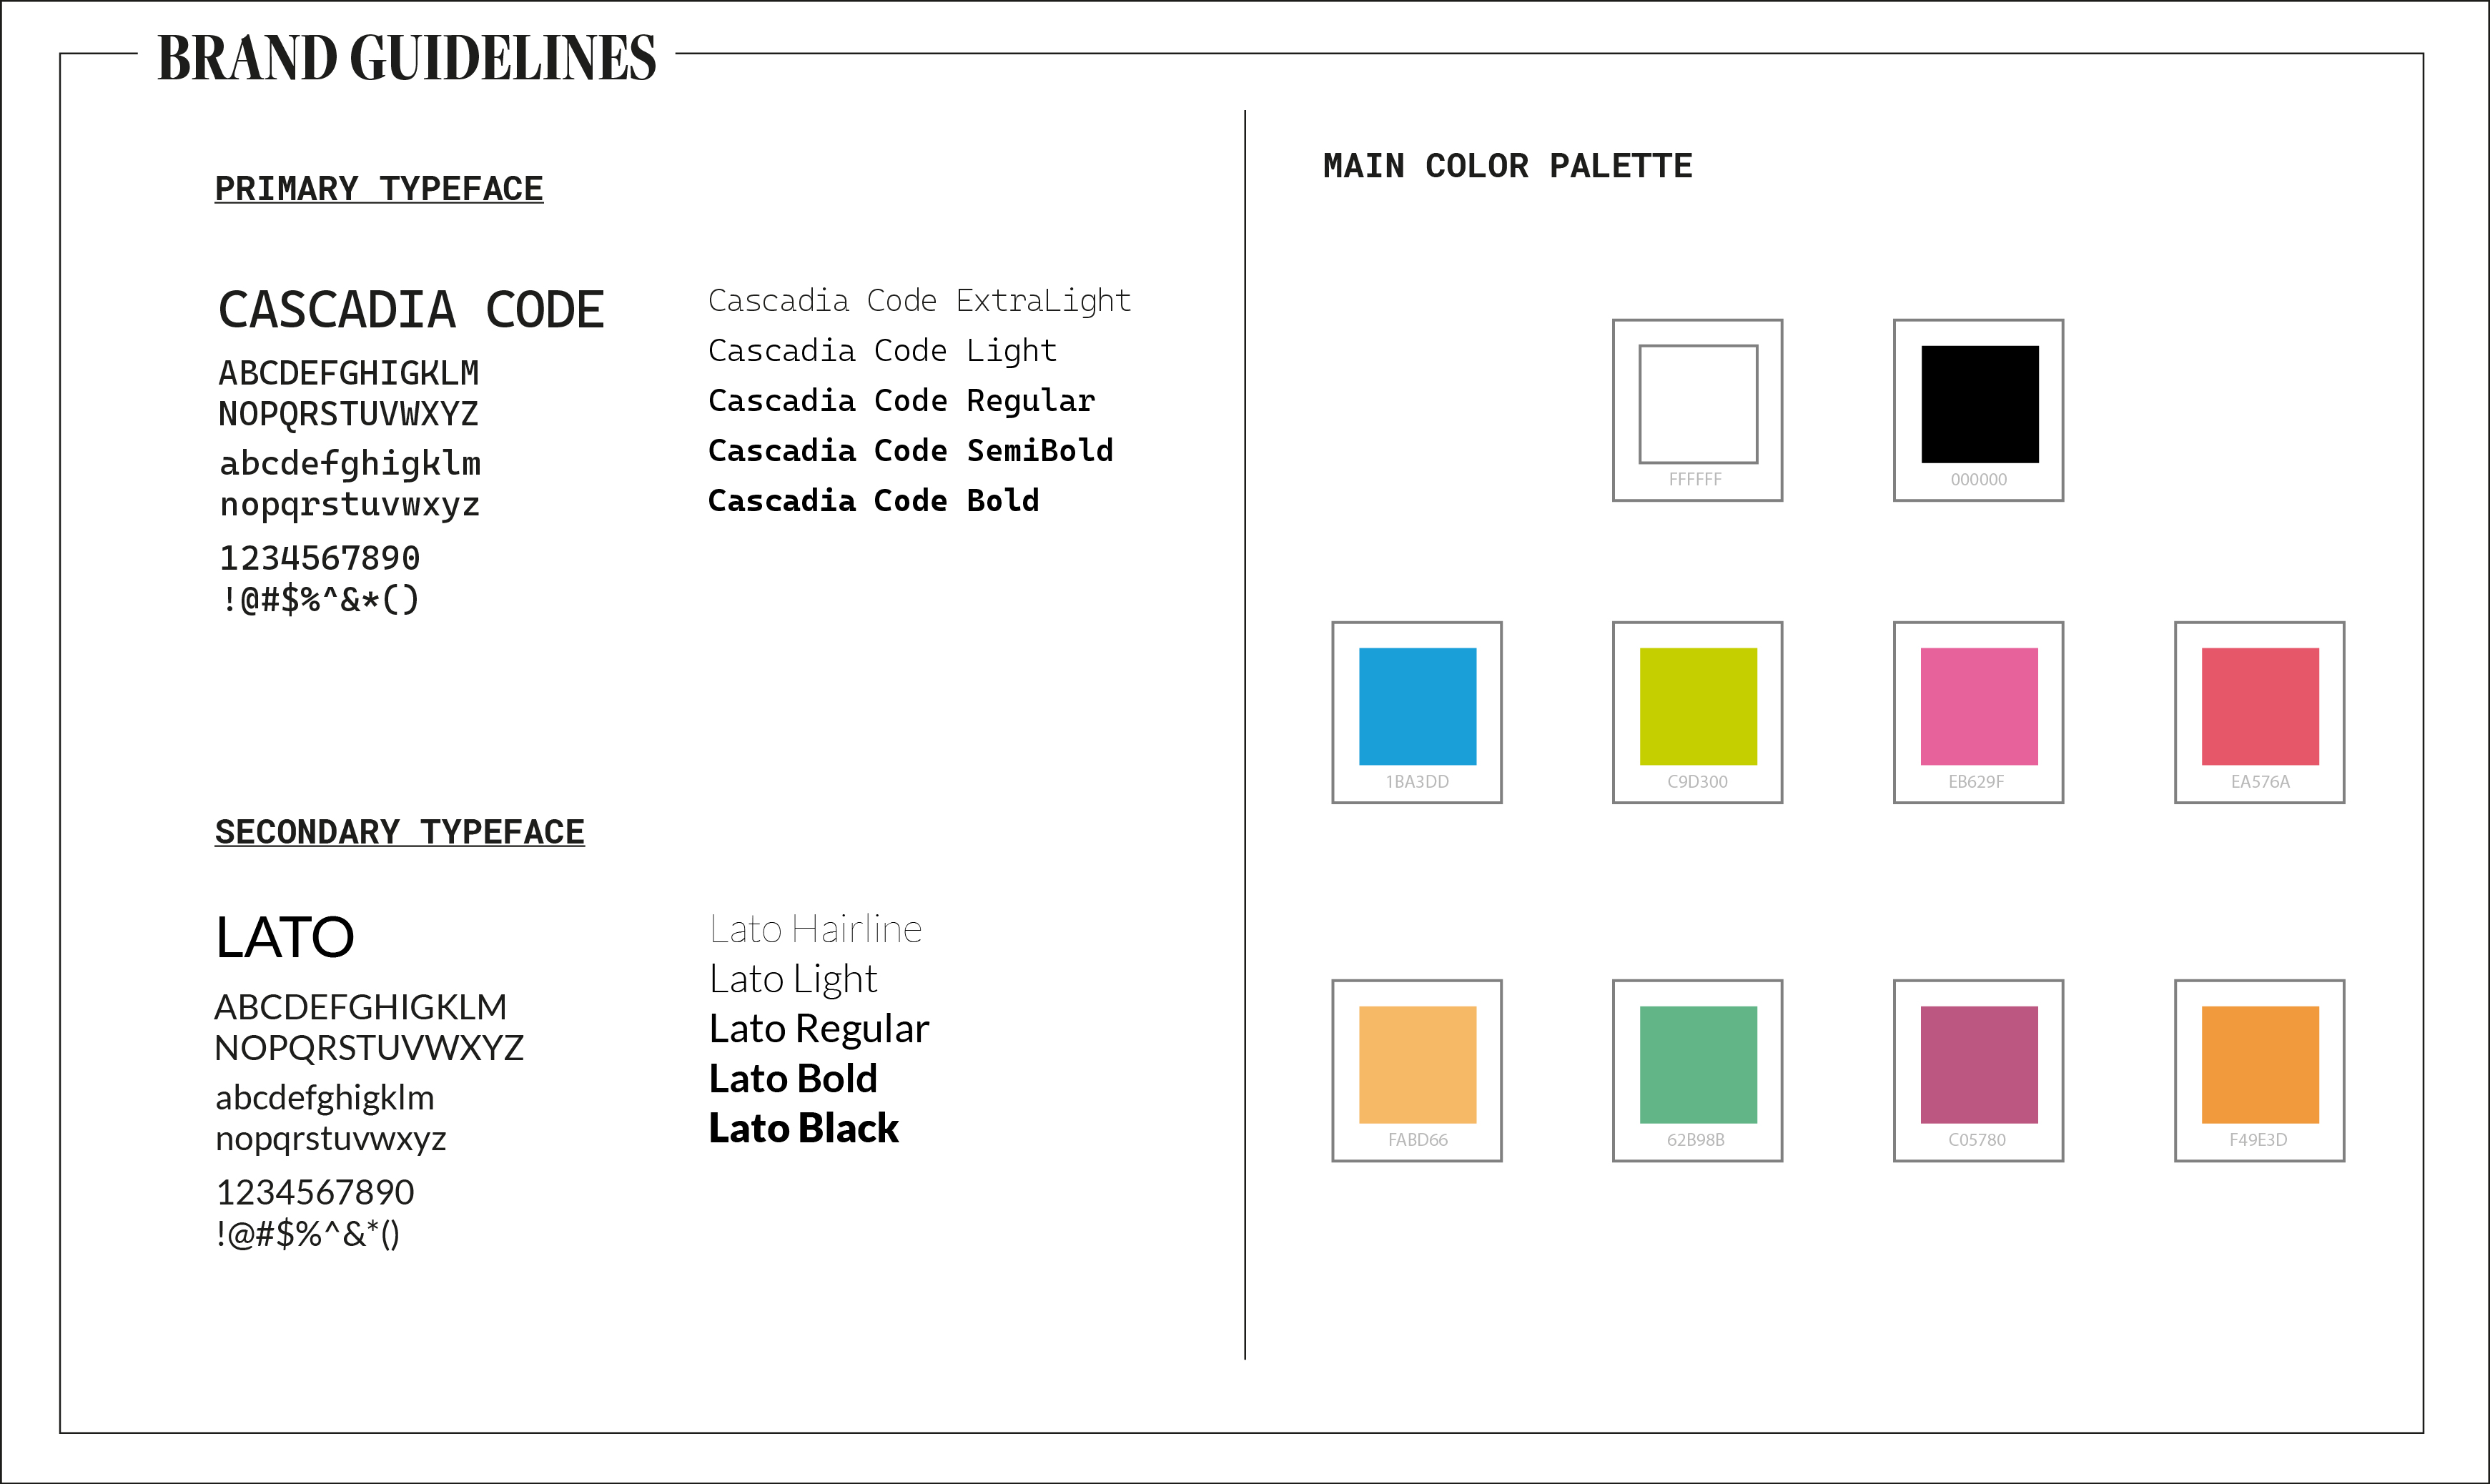 BRAND GUIDELINES
PRIMARY TYPEFACE
CASCADIA CODE
ABCDEFGHIGKLM
NOPQRSTUVWXYZ
abcdefghigklm
nopqrstuvwxyz
1234567890
!@#$%^&*()
Cascadia Code ExtraLight
Cascadia Code Light
Cascadia Code Regular
Cascadia Code SemiBold
Cascadia Code Bold
SECONDARY TYPEFACE
LATO
ABCDEFGHIGKLM
NOPQRSTUVWXYZ
abcdefghigklm
nopqrstuvwxyz
1234567890
!@#$%^&*()
Lato Hairline
Lato Light
Lato Regular
Lato Bold
Lato Black
MAIN COLOR PALETTE
FFFFFF
000000
1BA3DD
C9D300
EB629F
EA576A
FABD66
62B98B
C05780
F49E3D